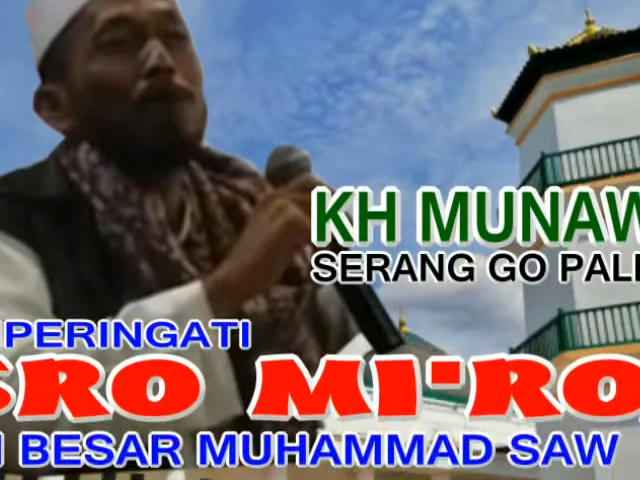 KH MUNAW
SERANG GO PAL
PERINGATI
SRO MI'RO
BESAR MUHAMMAD SAW